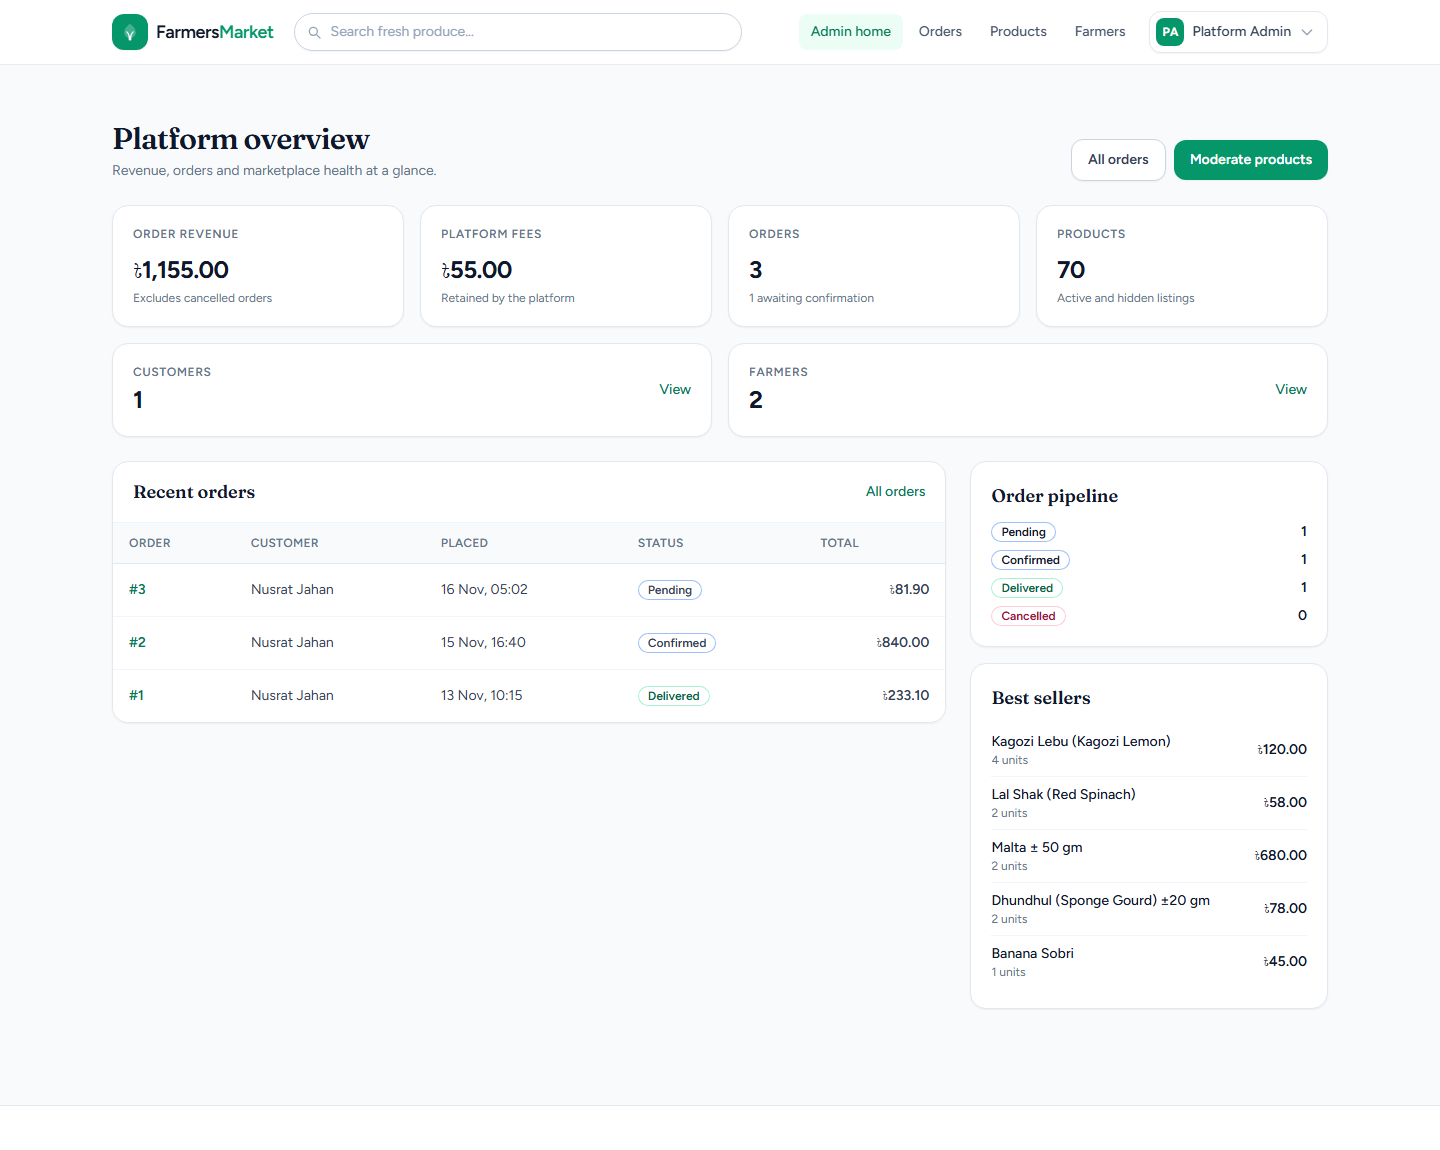 FarmersMarket
Search fresh produce...
Admin home
Orders
Products
Farmers
PA
Platform Admin
Platform overview
Revenue, orders and marketplace health at a glance.
All orders
Moderate products
ORDER REVENUE
৳1,155.00
Excludes cancelled orders
PLATFORM FEES
৳55.00
Retained by the platform
ORDERS
3
1 awaiting confirmation
PRODUCTS
70
Active and hidden listings
CUSTOMERS
1
View
FARMERS
2
View
Recent orders
All orders
ORDER CUSTOMER PLACED STATUS TOTAL
#3 Nusrat Jahan 16 Nov, 05:02 Pending ৳81.90
#2 Nusrat Jahan 15 Nov, 16:40 Confirmed ৳840.00
#1 Nusrat Jahan 13 Nov, 10:15 Delivered ৳233.10
Order pipeline
Pending 1
Confirmed 1
Delivered 1
Cancelled 0
Best sellers
Kagozi Lebu (Kagozi Lemon) ৳120.00
4 units
Lal Shak (Red Spinach) ৳58.00
2 units
Malta ± 50 gm ৳680.00
2 units
Dhundhul (Sponge Gourd) ±20 gm ৳78.00
2 units
Banana Sobri ৳45.00
1 units